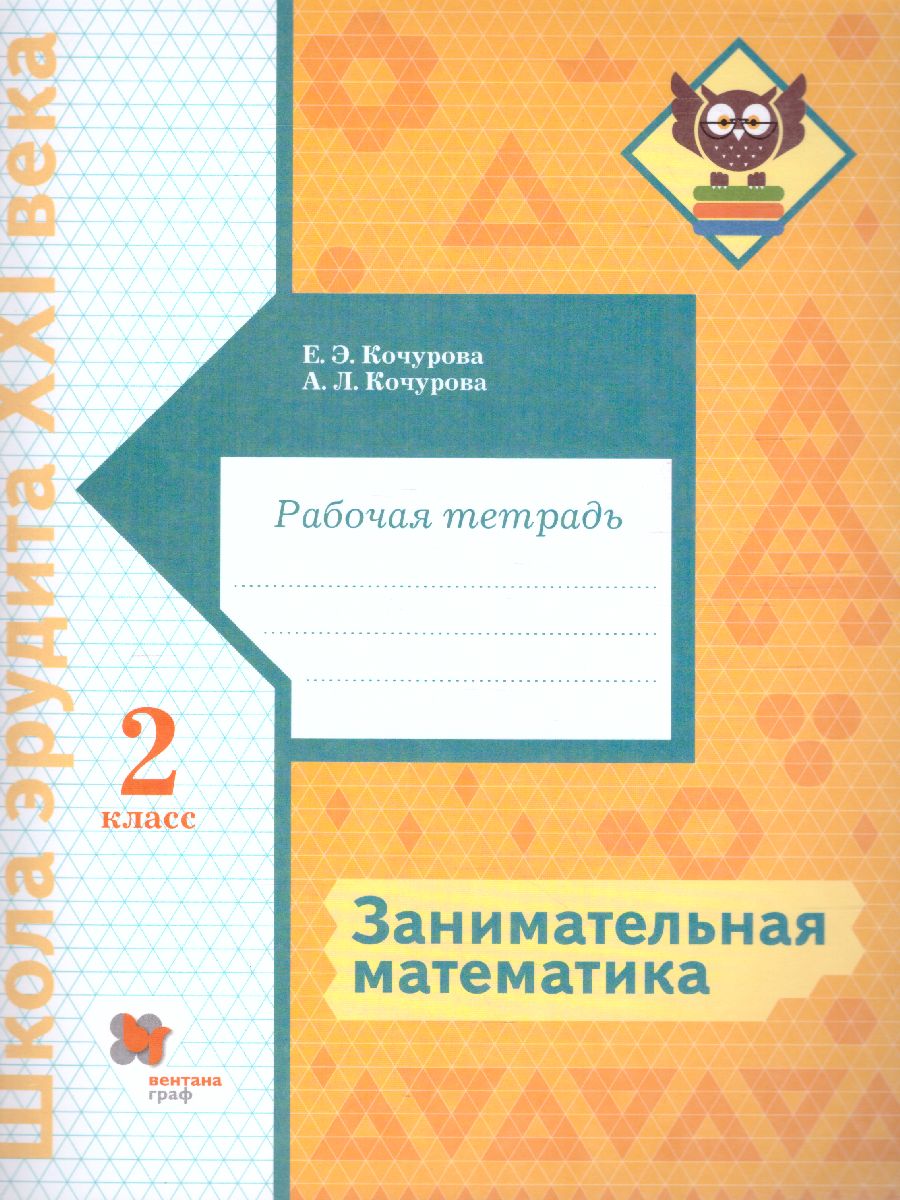 Школа эрудита XXI века
Е. Э. Кочурова
А. Л. Кочурова
Рабочая тетрадь
2
класс
Занимательная
математика
вентана
граф